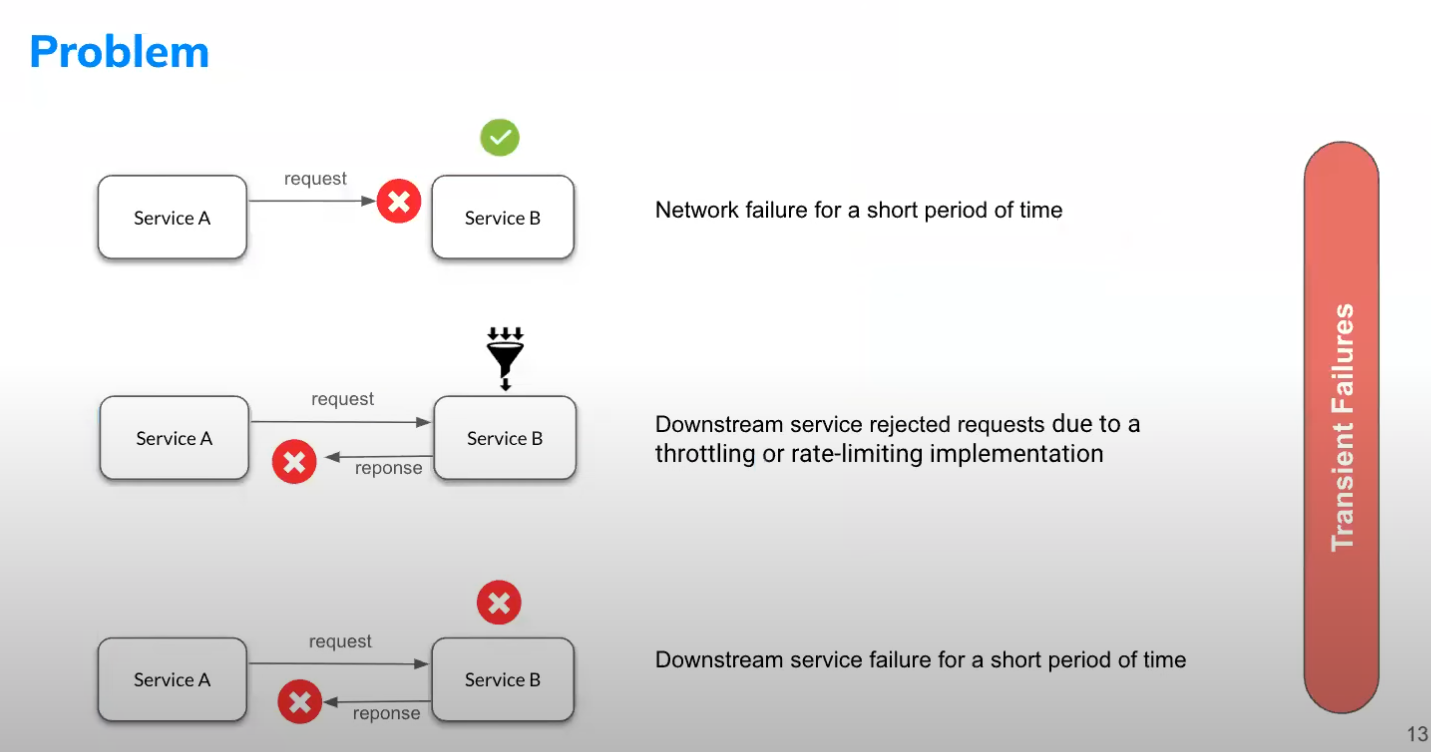 Problem
request
Service A
Service B
Network failure for a short period of time
request
Service A
Service B
reponse
Downstream service rejected requests due to a
throttling or rate-limiting implementation
request
Service A
Service B
reponse
Downstream service failure for a short period of time
Transient Failures
13